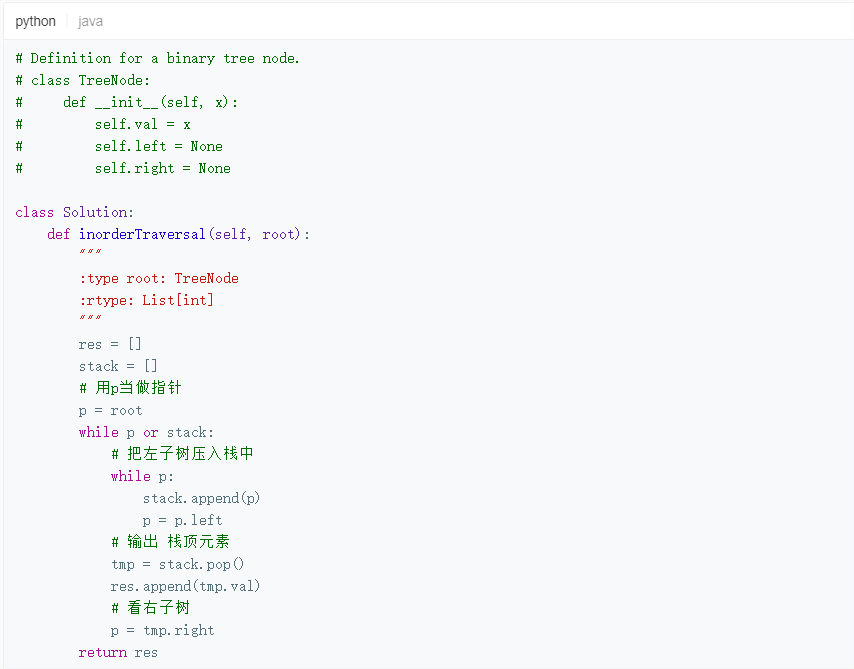 python java
# Definition for a binary tree node.
# class TreeNode:
#     def __init__(self, x):
#         self.val = x
#         self.left = None
#         self.right = None
class Solution:
    def inorderTraversal(self, root):
        """
        :type root: TreeNode
        :rtype: List[int]
        """
        res = []
        stack = []
        # 用p当做指针
        p = root
        while p or stack:
            # 把左子树压入栈中
            while p:
                stack.append(p)
                p = p.left
            # 输出 栈顶元素
            tmp = stack.pop()
            res.append(tmp.val)
            # 看右子树
            p = tmp.right
        return res